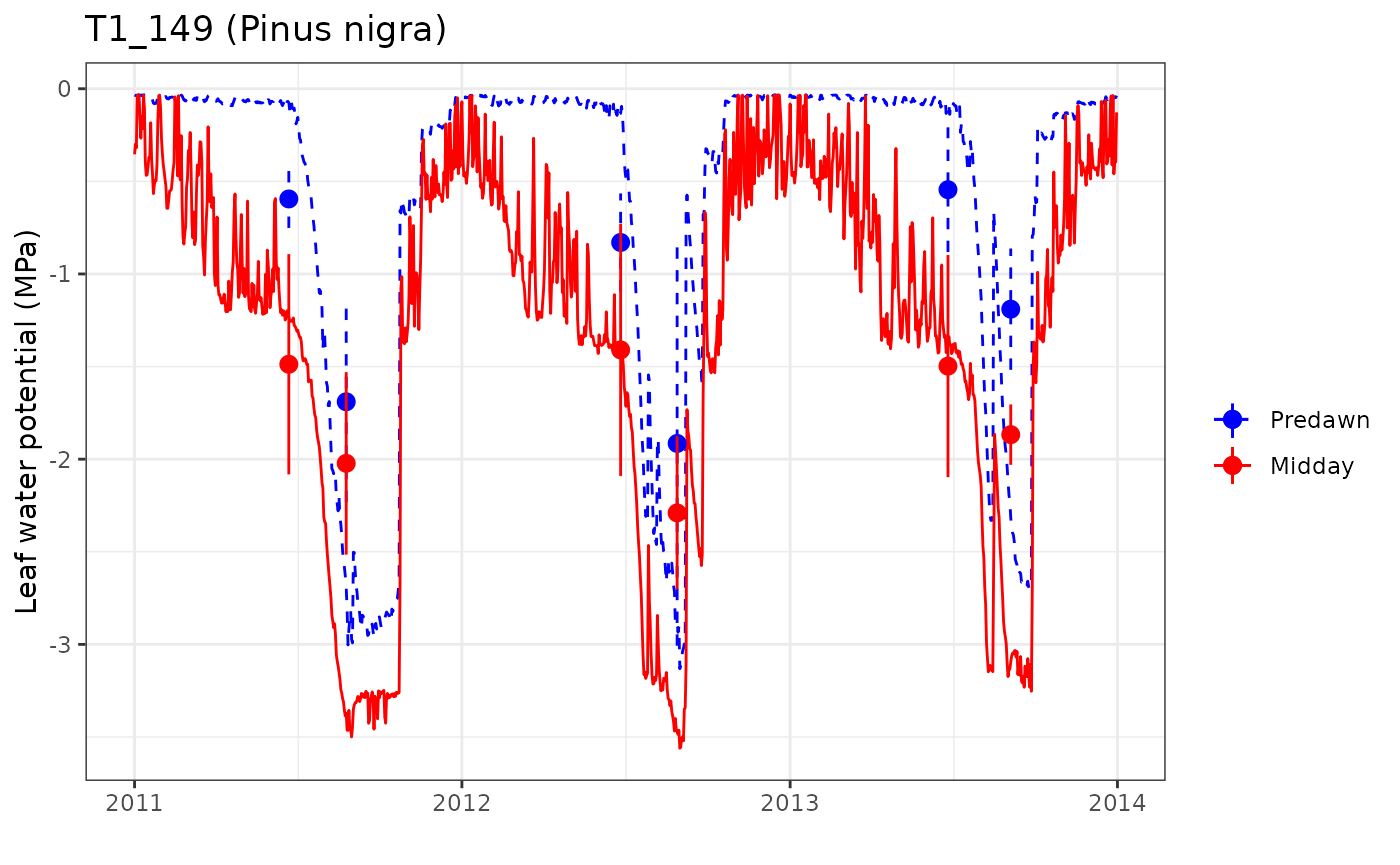 T1_149 (Pinus nigra)
Leaf water potential (MPa)
0
-1
-2
-3
2011
2012
2013
2014
Predawn
Midday